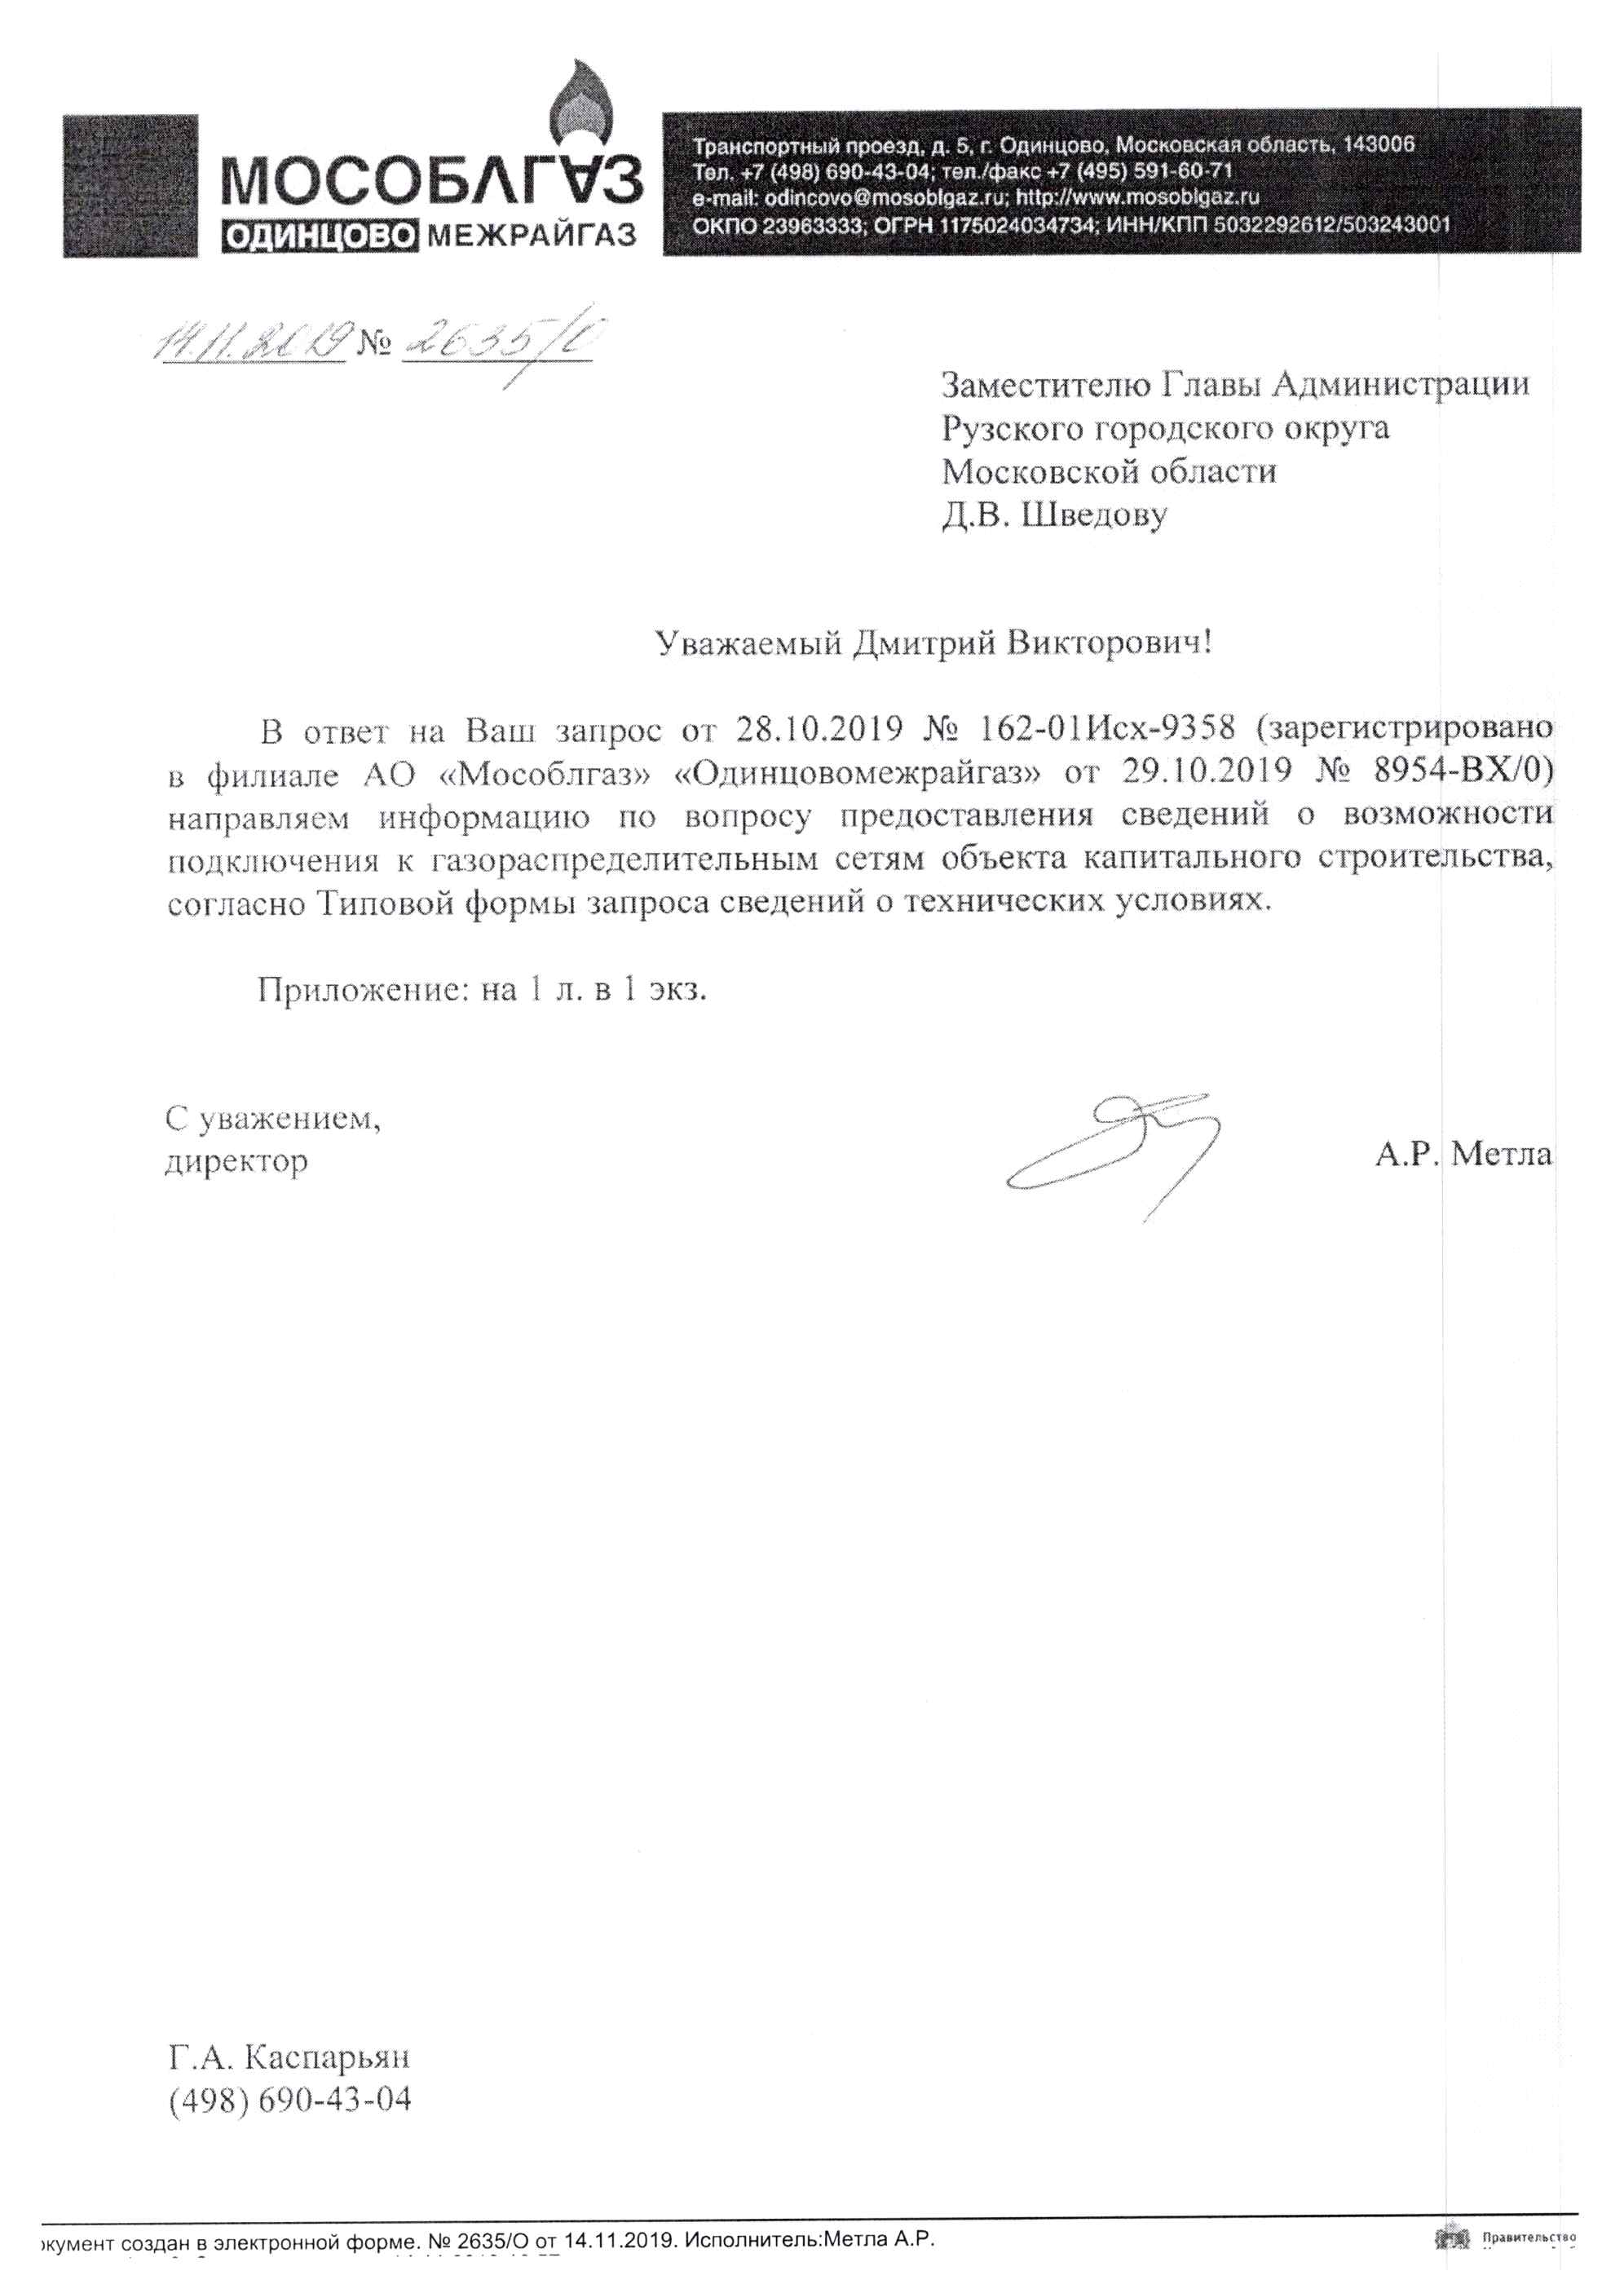 МОСОБЛГАЗ
ОДИНЦОВО МЕЖРАЙГАЗ
Транспортный проезд, д. 5, г. Одинцово, Московская область, 143006
Тел. +7 (498) 690-43-04; тел./факс +7 (495) 591-60-71
e-mail: odincovo@mosoblgaz.ru; http://www.mosoblgaz.ru
ОКПО 23963333; ОГРН 1175024034734; ИНН/КПП 5032292612/503243001
14.11.2019 № 2635/О
Заместителю Главы Администрации
Рузского городского округа
Московской области
Д.В. Шведову
Уважаемый Дмитрий Викторович!
В ответ на Ваш запрос от 28.10.2019 № 162-01Исх-9358 (зарегистрировано
в филиале АО «Мособлгаз» «Одинцовомежрайгаз» от 29.10.2019 № 8954-ВХ/0)
направляем информацию по вопросу предоставления сведений о возможности
подключения к газораспределительным сетям объекта капитального строительства,
согласно Типовой формы запроса сведений о технических условиях.
Приложение: на 1 л. в 1 экз.
С уважением,
директор
А.Р. Метла
Г.А. Каспарьян
(498) 690-43-04
кумент создан в электронной форме. № 2635/О от 14.11.2019. Исполнитель:Метла А.Р.
Правительство